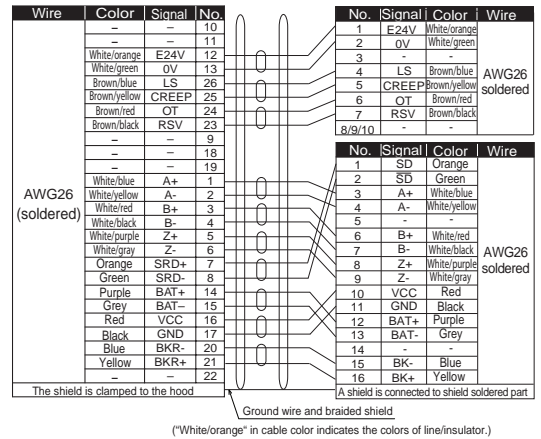 Wire Color Signal No.
– – 10
– – 11
White/orange E24V 12
White/green 0V 13
Brown/blue LS 26
Brown/yellow CREEP 25
Brown/red OT 24
Brown/black RSV 23
– – 9
– – 18
– – 19
White/blue A+ 1
White/yellow A- 2
White/red B+ 3
White/black B- 4
White/purple Z+ 5
White/gray Z- 6
Orange SRD+ 7
Green SRD- 8
Purple BAT+ 14
Grey BAT– 15
Red VCC 16
Black GND 17
Blue BKR- 20
Yellow BKR+ 21
– – 22
AWG26
(soldered)
The shield is clamped to the hood
No. Signal Color Wire
1 E24V White/orange
2 0V White/green
3 - -
4 LS Brown/blue
5 CREEP Brown/yellow
6 OT Brown/red
7 RSV Brown/black
8/9/10 - -
AWG26
soldered
No. Signal Color Wire
1 SD Orange
2 S̅D̅ Green
3 A+ White/blue
4 A- White/yellow
5 - -
6 B+ White/red
7 B- White/black
8 Z+ White/purple
9 Z- White/gray
10 VCC Red
11 GND Black
12 BAT+ Purple
13 BAT- Grey
14 - -
15 BK- Blue
16 BK+ Yellow
AWG26
soldered
A shield is connected to shield soldered part
Ground wire and braided shield
("White/orange" in cable color indicates the colors of line/insulator.)